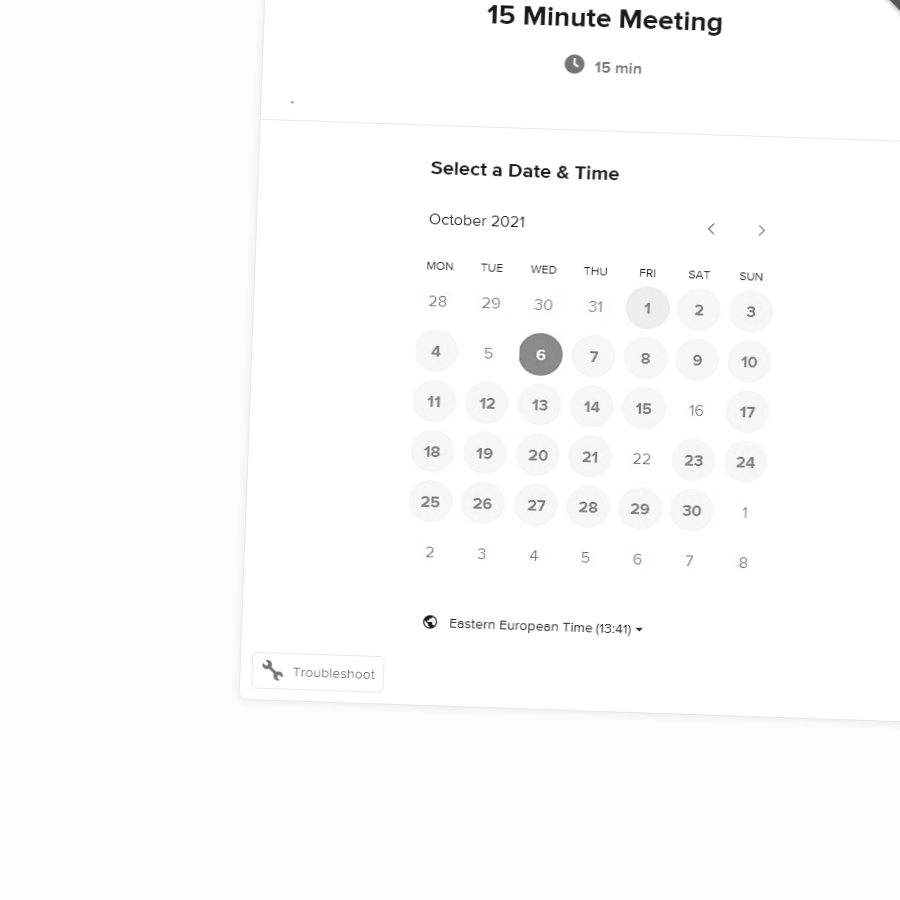 15 Minute Meeting
15 min
Select a Date & Time
October 2021
MON TUE WED THU FRI SAT SUN
28 29 30 31 1 2 3
4 5 6 7 8 9 10
11 12 13 14 15 16 17
18 19 20 21 22 23 24
25 26 27 28 29 30 1
2 3 4 5 6 7 8
Eastern European Time (13:41)
Troubleshoot